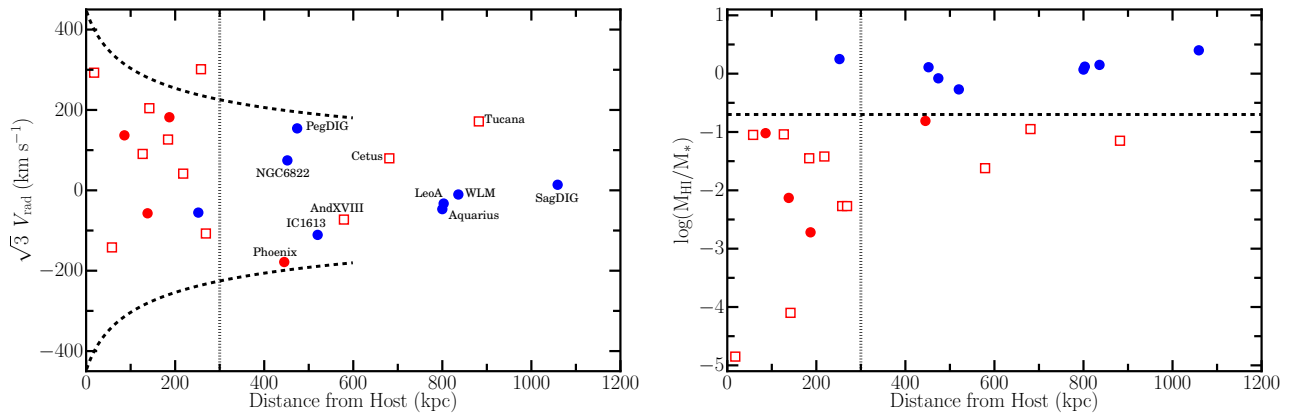 400
200
0
−200
−400
√3 V_rad (km s⁻¹)
PegDIG
Tucana
Cetus
NGC6822
LeoA
WLM
SagDIG
AndXVIII
Aquarius
IC1613
Phoenix
0 200 400 600 800 1000 1200
Distance from Host (kpc)
1
0
−1
−2
−3
−4
−5
log(M_HI/M_*)
0 200 400 600 800 1000 1200
Distance from Host (kpc)